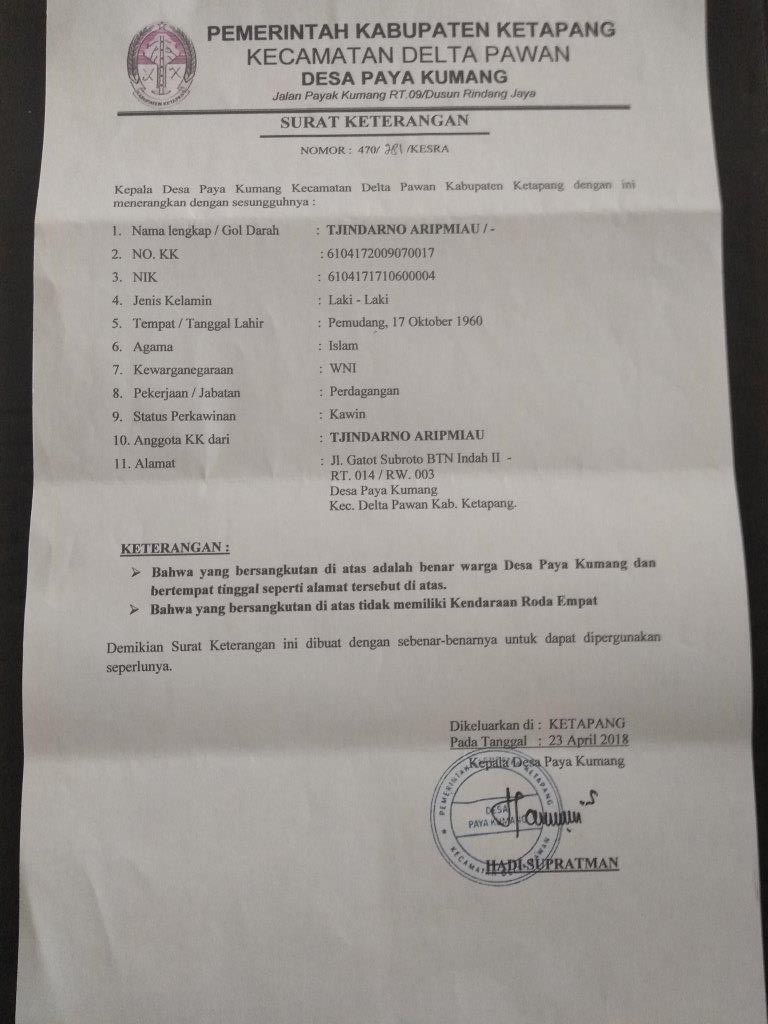 PEMERINTAH KABUPATEN KETAPANG
KECAMATAN DELTA PAWAN
DESA PAYA KUMANG
Jalan Payak Kumang RT.09/Dusun Rindang Jaya
KABUPATEN KETAPANG
SURAT KETERANGAN
NOMOR : 470/ 781 /KESRA
Kepala Desa Paya Kumang Kecamatan Delta Pawan Kabupaten Ketapang dengan ini
menerangkan dengan sesungguhnya :
1. Nama lengkap / Gol Darah : TJINDARNO ARIPMIAU / -
2. NO. KK : 6104172009070017
3. NIK : 6104171710600004
4. Jenis Kelamin : Laki - Laki
5. Tempat / Tanggal Lahir : Pemudang, 17 Oktober 1960
6. Agama : Islam
7. Kewarganegaraan : WNI
8. Pekerjaan / Jabatan : Perdagangan
9. Status Perkawinan : Kawin
10. Anggota KK dari : TJINDARNO ARIPMIAU
11. Alamat : Jl. Gatot Subroto BTN Indah II -
RT. 014 / RW. 003
Desa Paya Kumang
Kec. Delta Pawan Kab. Ketapang.
KETERANGAN :
➢ Bahwa yang bersangkutan di atas adalah benar warga Desa Paya Kumang dan
bertempat tinggal seperti alamat tersebut di atas.
➢ Bahwa yang bersangkutan di atas tidak memiliki Kendaraan Roda Empat
Demikian Surat Keterangan ini dibuat dengan sebenar-benarnya untuk dapat dipergunakan
seperlunya.
Dikeluarkan di : KETAPANG
Pada Tanggal : 23 April 2018
Kepala Desa Paya Kumang
DESA
PAYA KUMANG
HADI SUPRATMAN